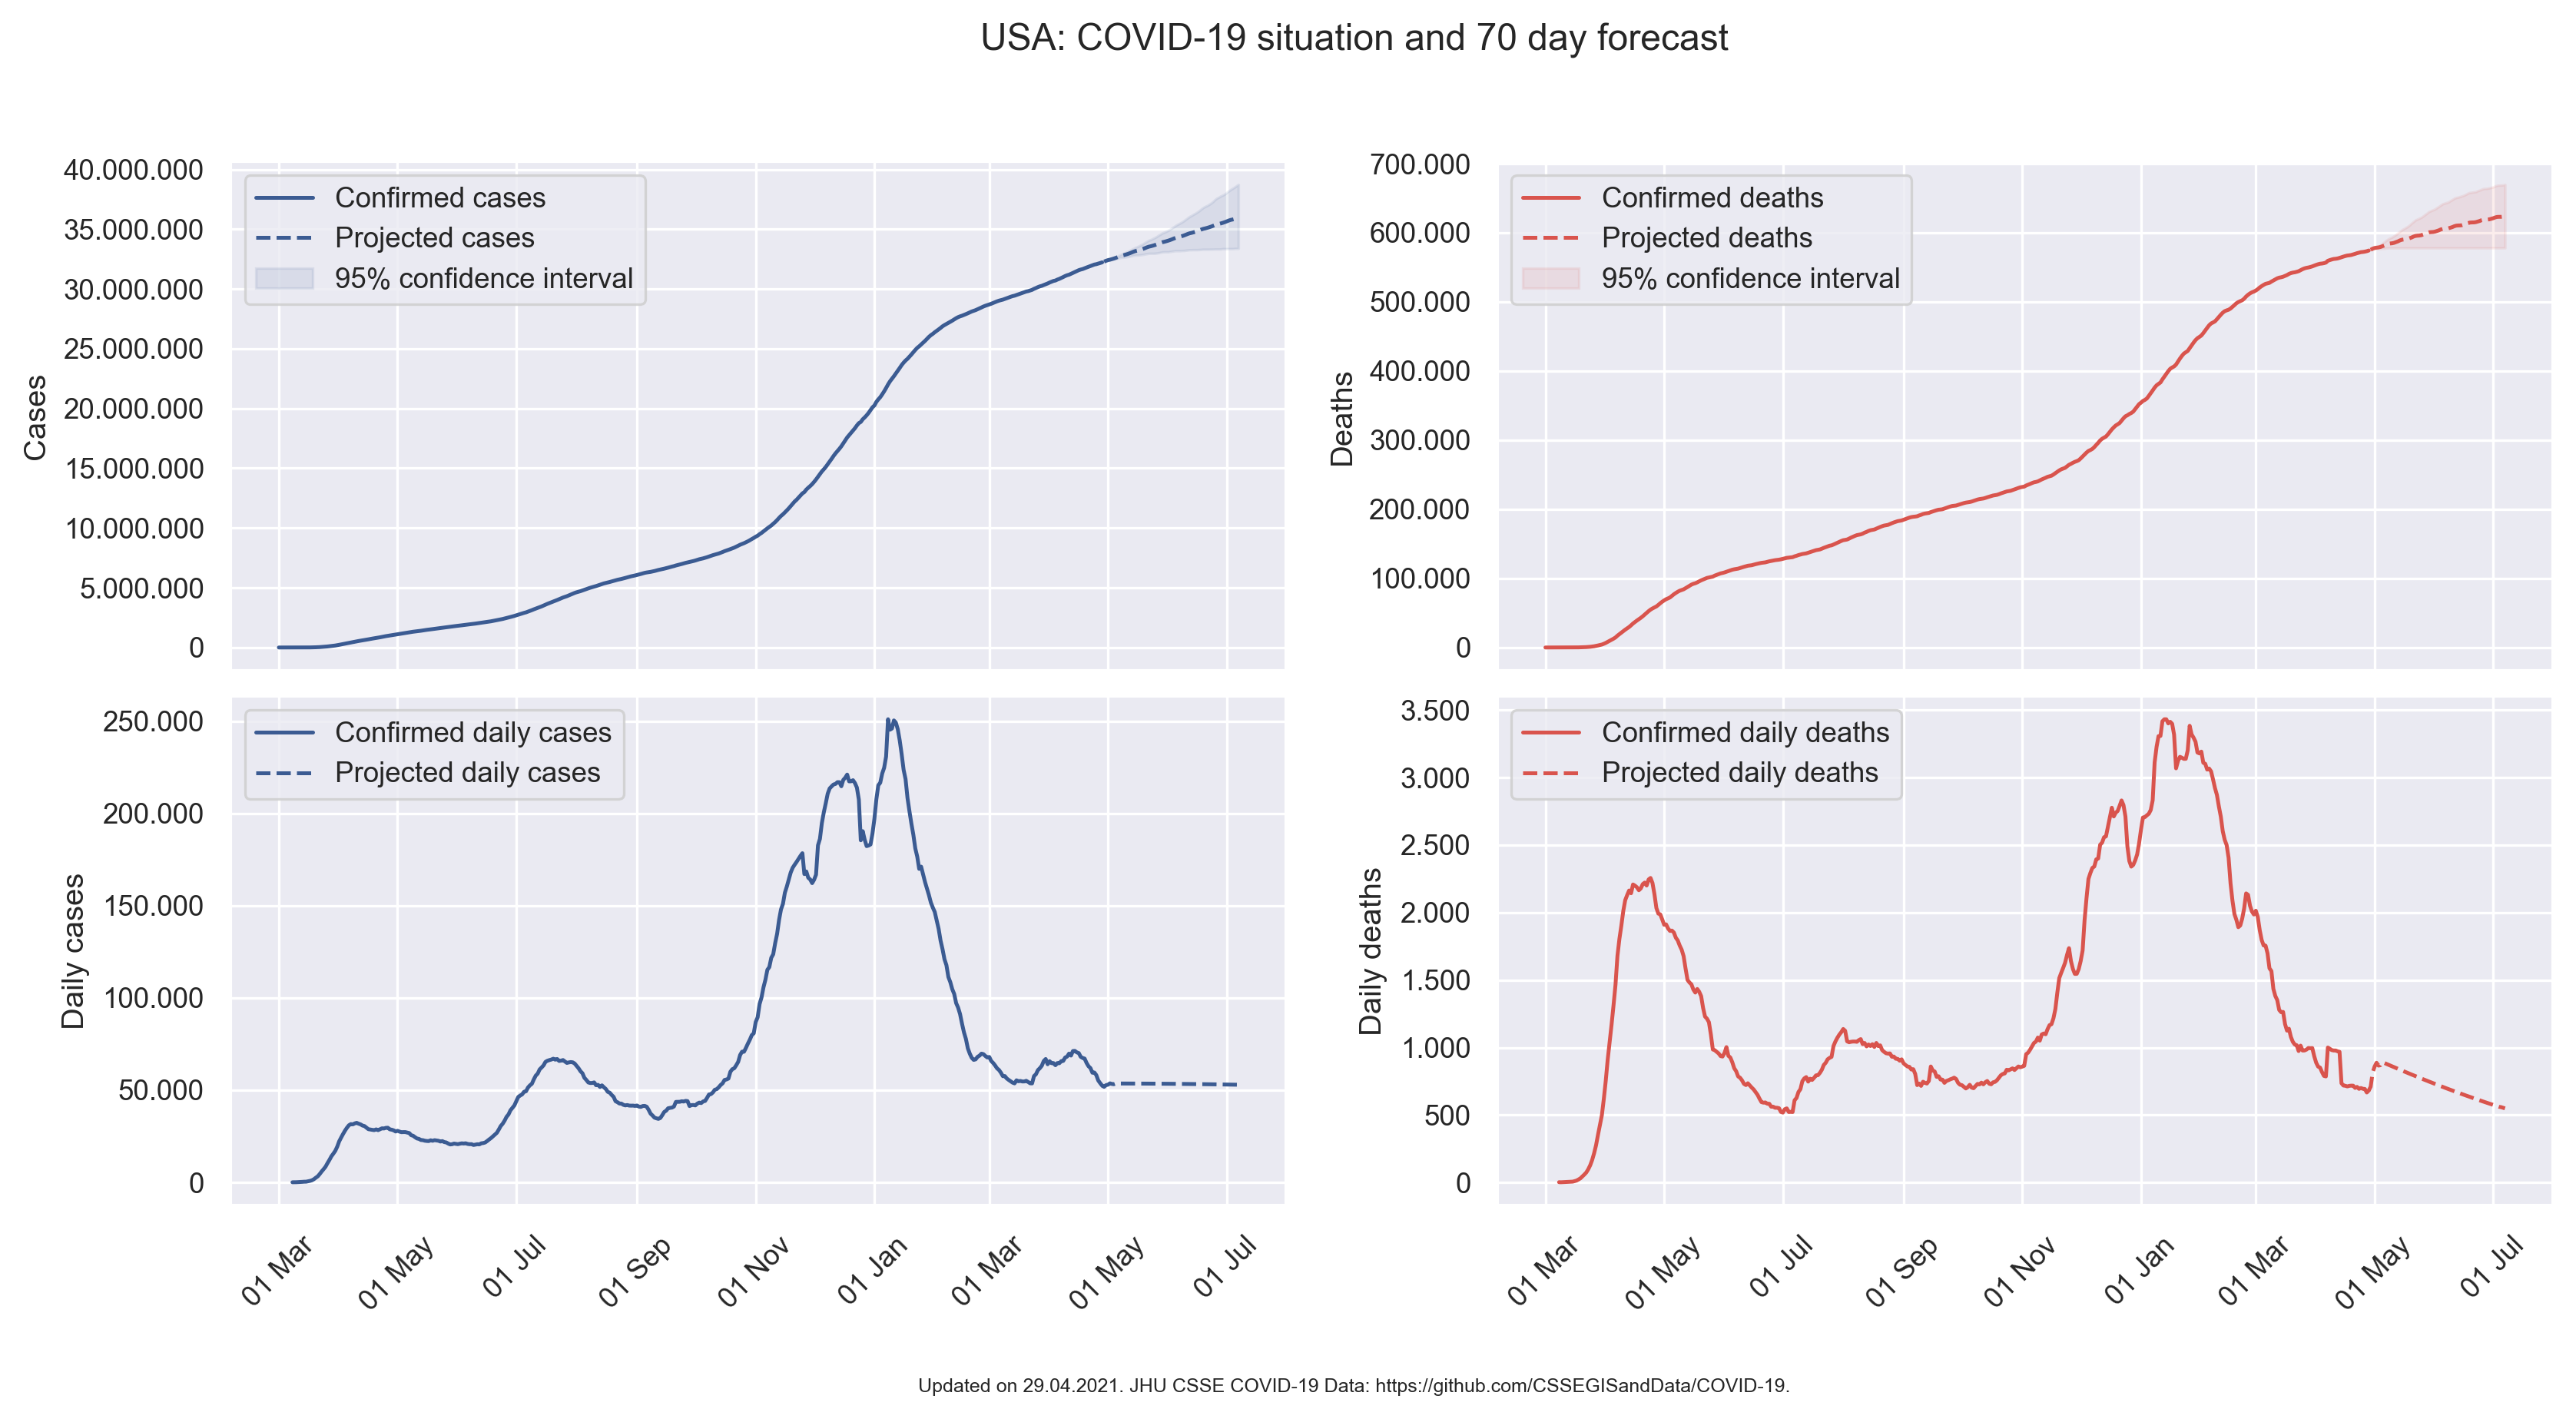 USA: COVID-19 situation and 70 day forecast
Cases
40.000.000
35.000.000
30.000.000
25.000.000
20.000.000
15.000.000
10.000.000
5.000.000
0
Confirmed cases
Projected cases
95% confidence interval
Deaths
700.000
600.000
500.000
400.000
300.000
200.000
100.000
0
Confirmed deaths
Projected deaths
95% confidence interval
Daily cases
250.000
200.000
150.000
100.000
50.000
0
Confirmed daily cases
Projected daily cases
01 Mar
01 May
01 Jul
01 Sep
01 Nov
01 Jan
01 Mar
01 May
01 Jul
Daily deaths
3.500
3.000
2.500
2.000
1.500
1.000
500
0
Confirmed daily deaths
Projected daily deaths
01 Mar
01 May
01 Jul
01 Sep
01 Nov
01 Jan
01 Mar
01 May
01 Jul
Updated on 29.04.2021. JHU CSSE COVID-19 Data: https://github.com/CSSEGISandData/COVID-19.